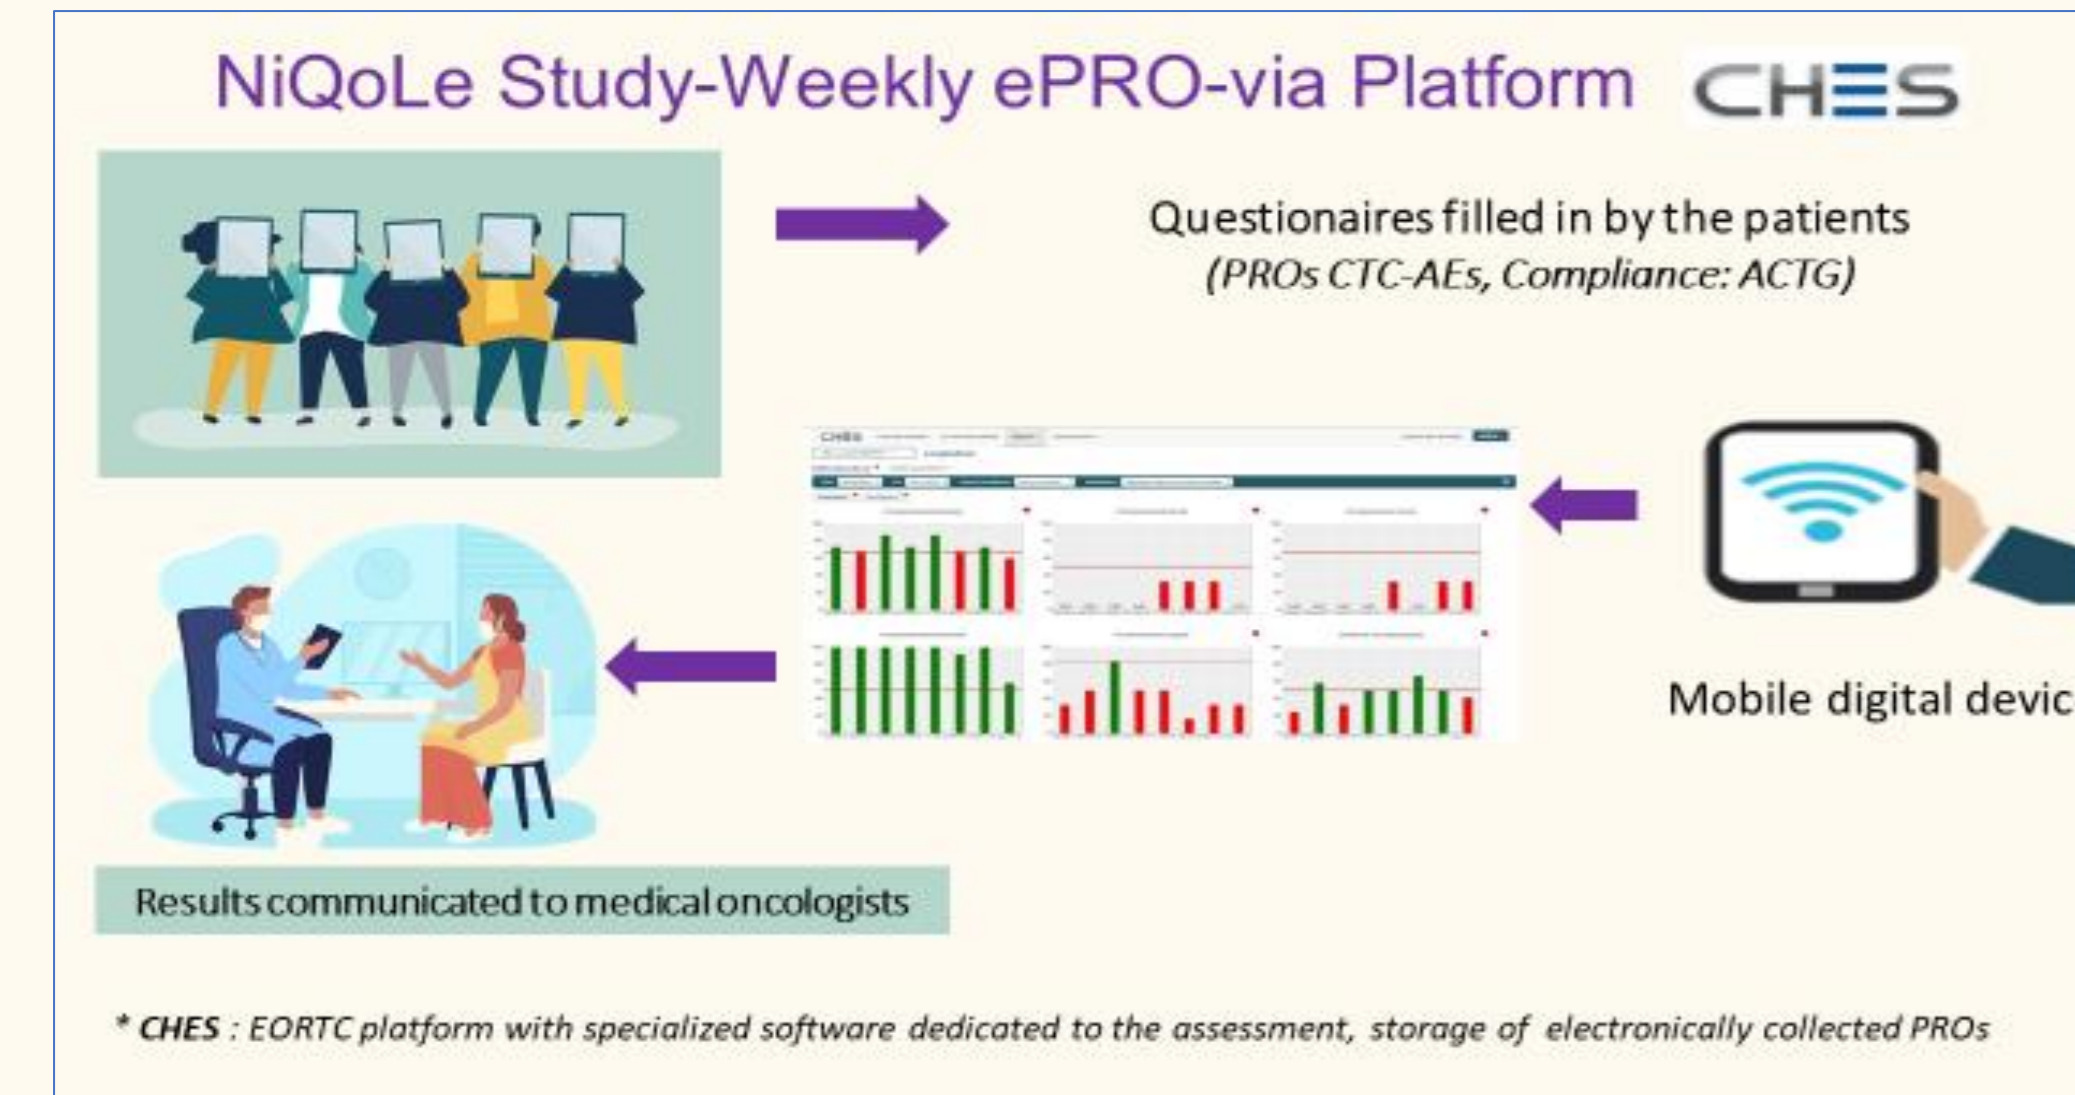 NiQoLe Study-Weekly ePRO-via Platform CHES
Questionaires filled in by the patients
(PROs CTC-AEs, Compliance: ACTG)
CHES
Mobile digital devic
Results communicated to medical oncologists
* CHES : EORTC platform with specialized software dedicated to the assessment, storage of electronically collected PROs